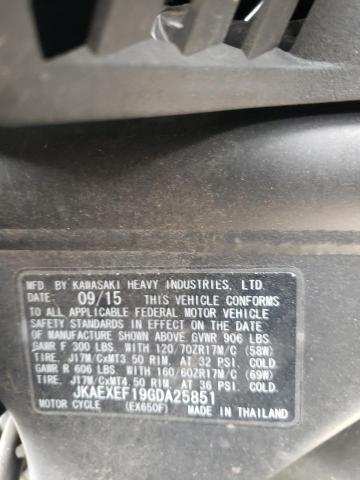 MFD. BY KAWASAKI HEAVY INDUSTRIES, LTD.
DATE: 09/15 THIS VEHICLE CONFORMS
TO ALL APPLICABLE FEDERAL MOTOR VEHICLE
SAFETY STANDARDS IN EFFECT ON THE DATE
OF MANUFACTURE SHOWN ABOVE. GVWR 906 LBS.
GAWR F 300 LBS. WITH 120/70ZR17M/C (58W)
TIRE, J17M/CxMT3.50 RIM, AT 32 PSI COLD.
GAWR R 606 LBS. WITH 160/60ZR17M/C (69W)
TIRE, J17M/CxMT4.50 RIM, AT 36 PSI COLD.
JKAEXEF19GDA25851
MOTOR CYCLE (EX650F) MADE IN THAILAND